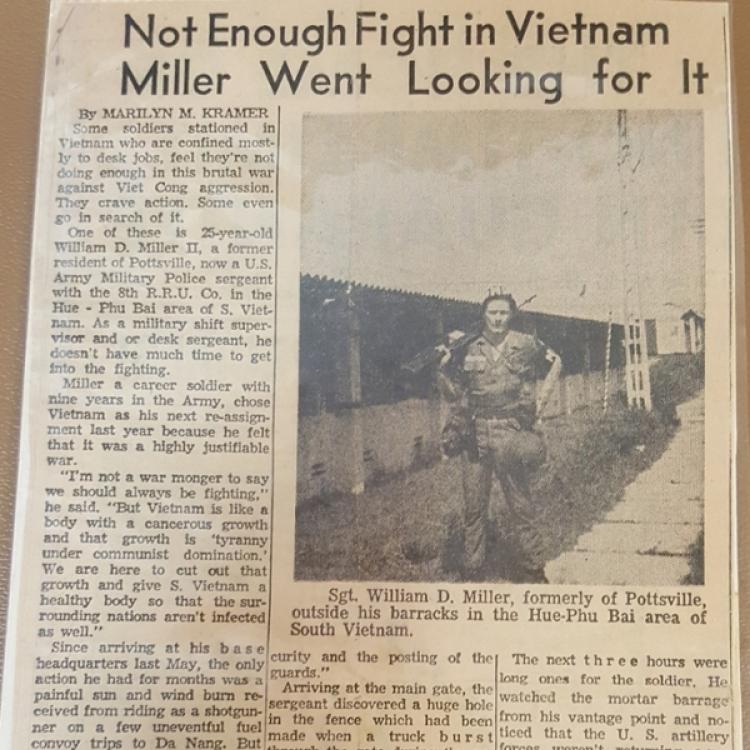 Not Enough Fight in Vietnam
Miller Went Looking for It
By MARILYN M. KRAMER
Some soldiers stationed in
Vietnam who are confined most-
ly to desk jobs, feel they're not
doing enough in this brutal war
against Viet Cong aggression.
They crave action. Some even
go in search of it.
One of these is 25-year-old
William D. Miller II, a former
resident of Pottsville, now a U.S.
Army Military Police sergeant
with the 8th R.R.U. Co. in the
Hue - Phu Bai area of S. Viet-
nam. As a military shift super-
visor and or desk sergeant, he
doesn't have much time to get
into the fighting.
Miller a career soldier with
nine years in the Army, chose
Vietnam as his next re-assign-
ment last year because he felt
that it was a highly justifiable
war.
"I'm not a war monger to say
we should always be fighting,"
he said. "But Vietnam is like a
body with a cancerous growth
and that growth is 'tyranny
under communist domination.'
We are here to cut out that
growth and give S. Vietnam a
healthy body so that the sur-
rounding nations aren't infected
as well."
Since arriving at his base
headquarters last May, the only
action he had for months was a
painful sun and wind burn re-
ceived from riding as a shotgun-
ner on a few uneventful fuel
convoy trips to Da Nang. But
Sgt. William D. Miller, formerly of Pottsville,
outside his barracks in the Hue-Phu Bai area of
South Vietnam.
curity and the posting of the
guards."
Arriving at the main gate, the
sergeant discovered a huge hole
in the fence which had been
made when a truck burst
The next three hours were
long ones for the soldier. He
watched the mortar barrage
from his vantage point and no-
ticed that the U. S. artillery